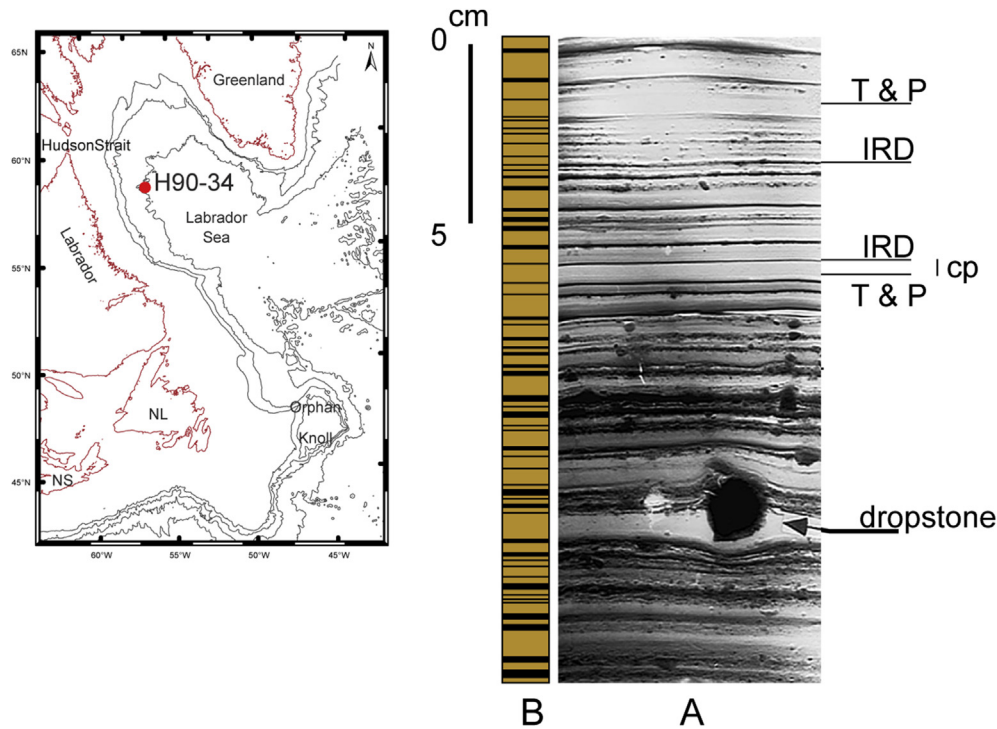 65°N
60°N
55°N
50°N
45°N
60°W
55°W
50°W
45°W
N
Greenland
HudsonStrait
H90-34
Labrador
Sea
Labrador
NL
NS
Orphan
Knoll
cm
0
5
T & P
IRD
IRD
cp
T & P
dropstone
B
A